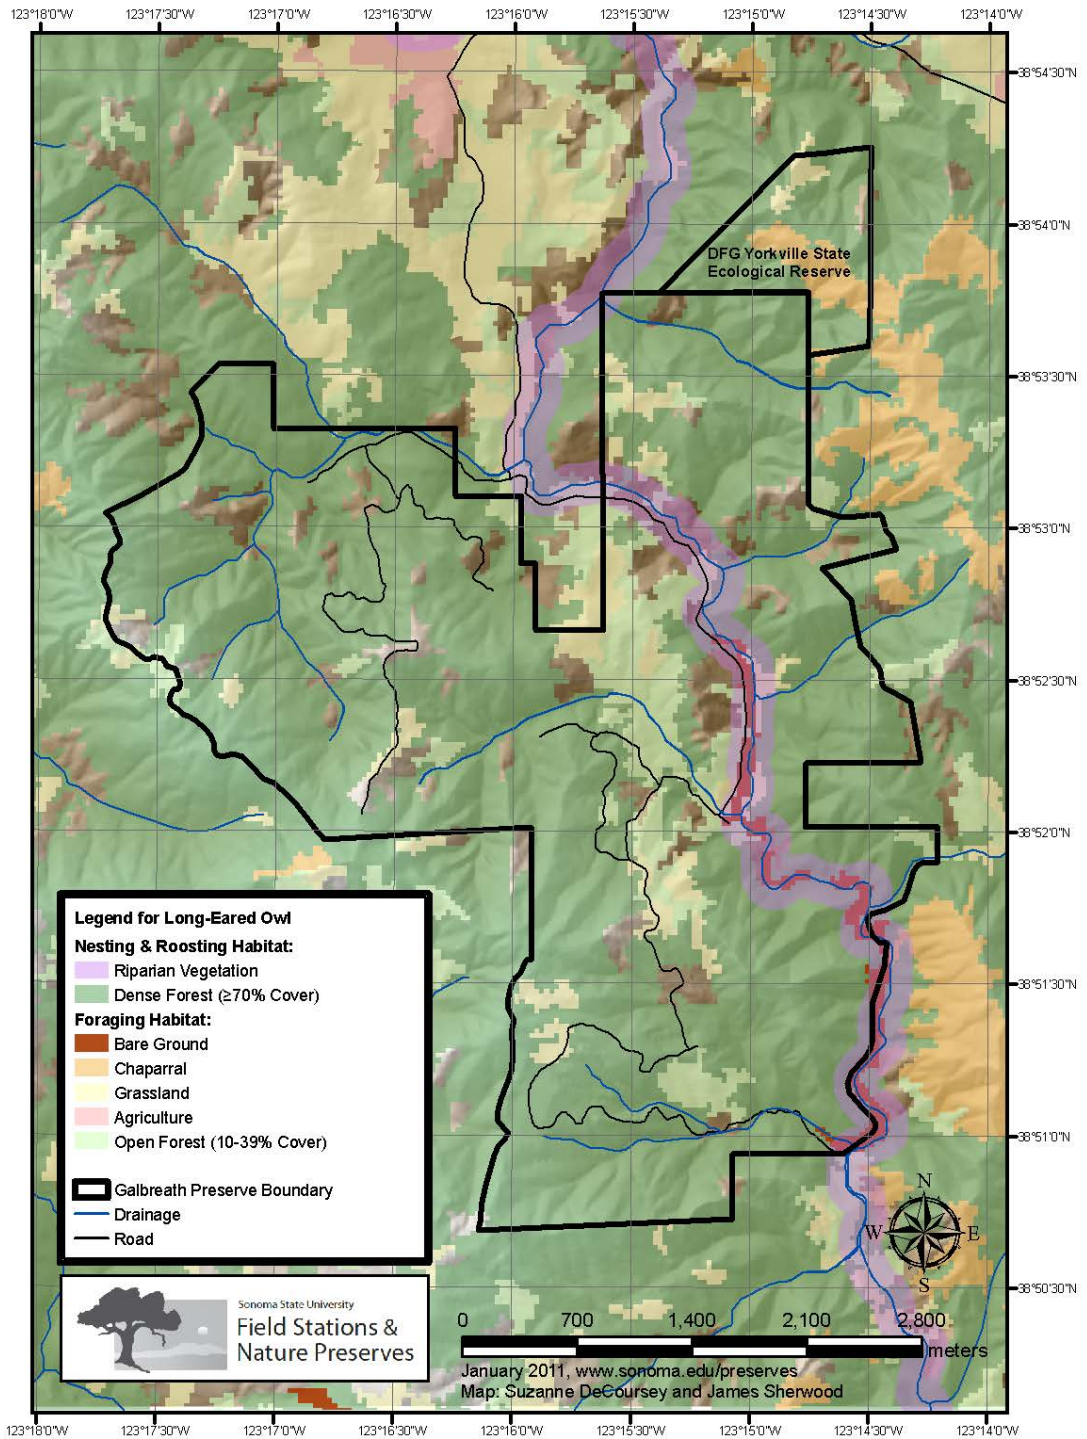 123°18'0"W 123°17'30"W 123°17'0"W 123°16'30"W 123°16'0"W 123°15'30"W 123°15'0"W 123°14'30"W 123°14'0"W
38°54'30"N
38°54'0"N
DFG Yorkville State
Ecological Reserve
38°53'30"N
38°53'0"N
38°52'30"N
38°52'0"N
Legend for Long-Eared Owl
Nesting & Roosting Habitat:
Riparian Vegetation
Dense Forest (≥70% Cover)
Foraging Habitat:
Bare Ground
Chaparral
Grassland
Agriculture
Open Forest (10-39% Cover)
Galbreath Preserve Boundary
Drainage
Road
38°51'30"N
38°51'0"N
N
W E
S
38°50'30"N
Sonoma State University
Field Stations &
Nature Preserves
0 700 1,400 2,100 2,800
meters
January 2011, www.sonoma.edu/preserves
Map: Suzanne DeCoursey and James Sherwood
123°18'0"W 123°17'30"W 123°17'0"W 123°16'30"W 123°16'0"W 123°15'30"W 123°15'0"W 123°14'30"W 123°14'0"W